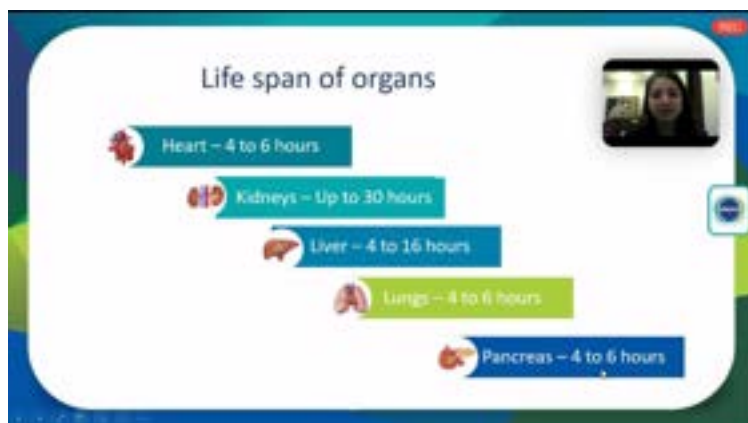 REC
Life span of organs
Heart – 4 to 6 hours
Kidneys – Up to 30 hours
Liver – 4 to 16 hours
Lungs – 4 to 6 hours
Pancreas – 4 to 6 hours